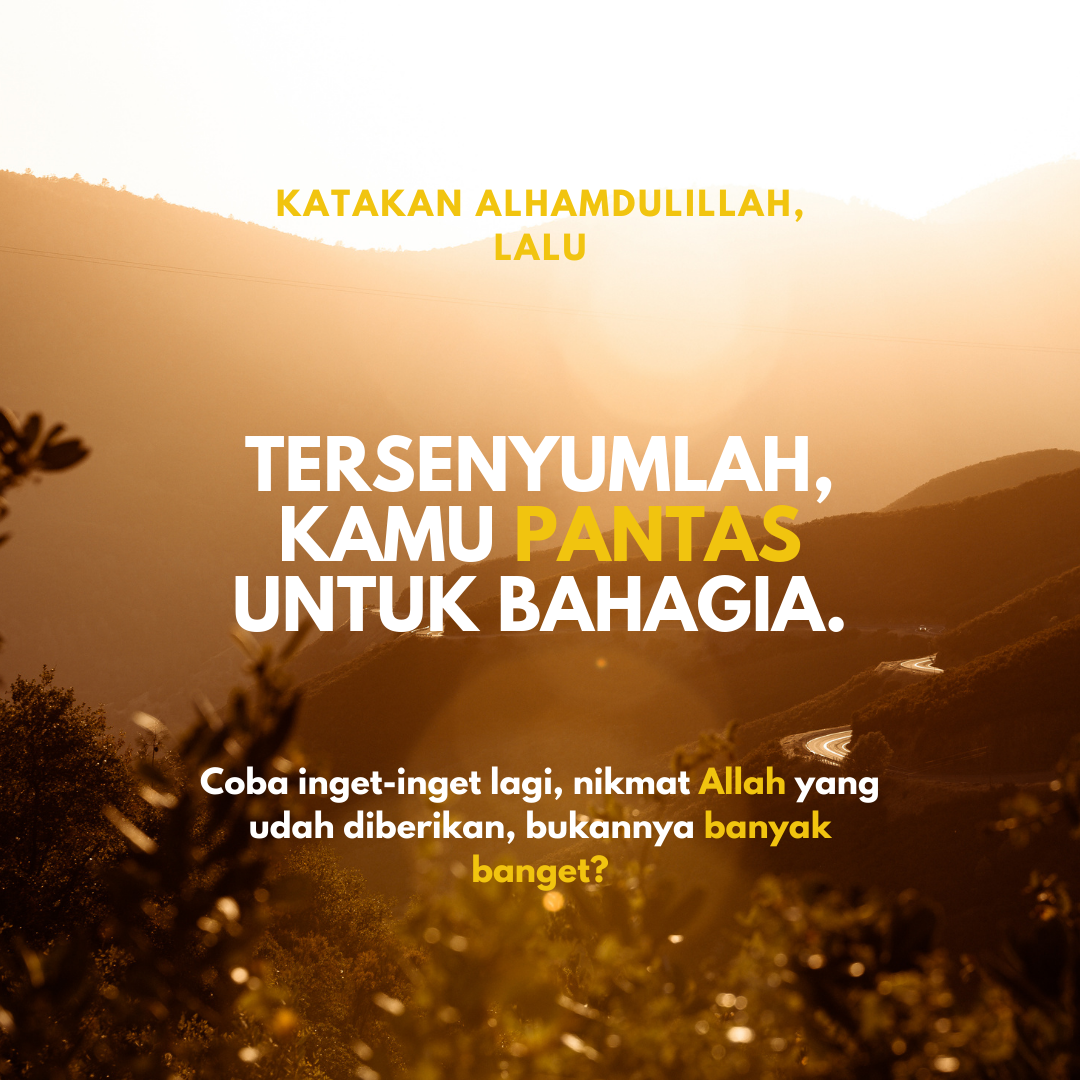 KATAKAN ALHAMDULILLAH,
LALU
TERSENYUMLAH,
KAMU PANTAS
UNTUK BAHAGIA.
Coba inget-inget lagi, nikmat Allah yang
udah diberikan, bukannya banyak
banget?